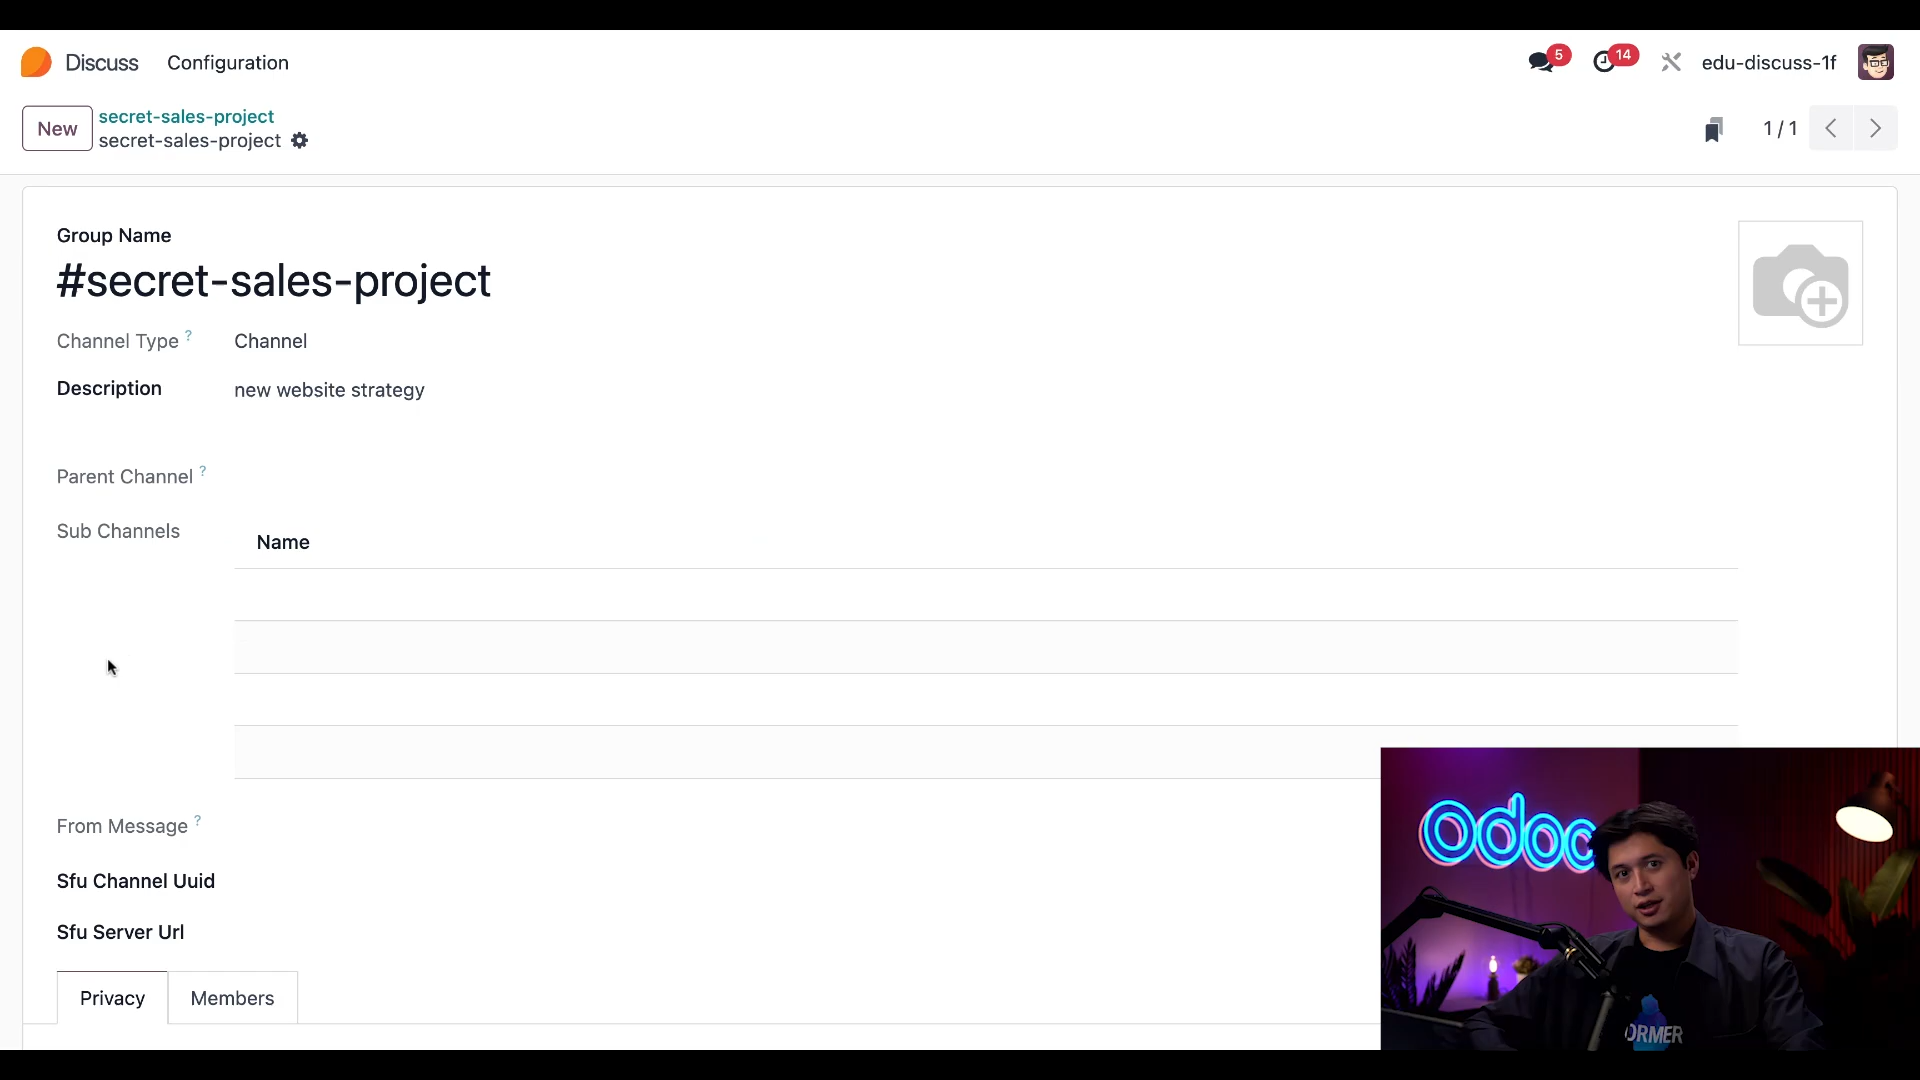 Discuss
Configuration
5
14
edu-discuss-1f
New
secret-sales-project
secret-sales-project
1 / 1
Group Name
#secret-sales-project
Channel Type ?
Channel
Description
new website strategy
Parent Channel ?
Sub Channels
Name
From Message ?
Sfu Channel Uuid
Sfu Server Url
Privacy
Members
odoo
ORMER